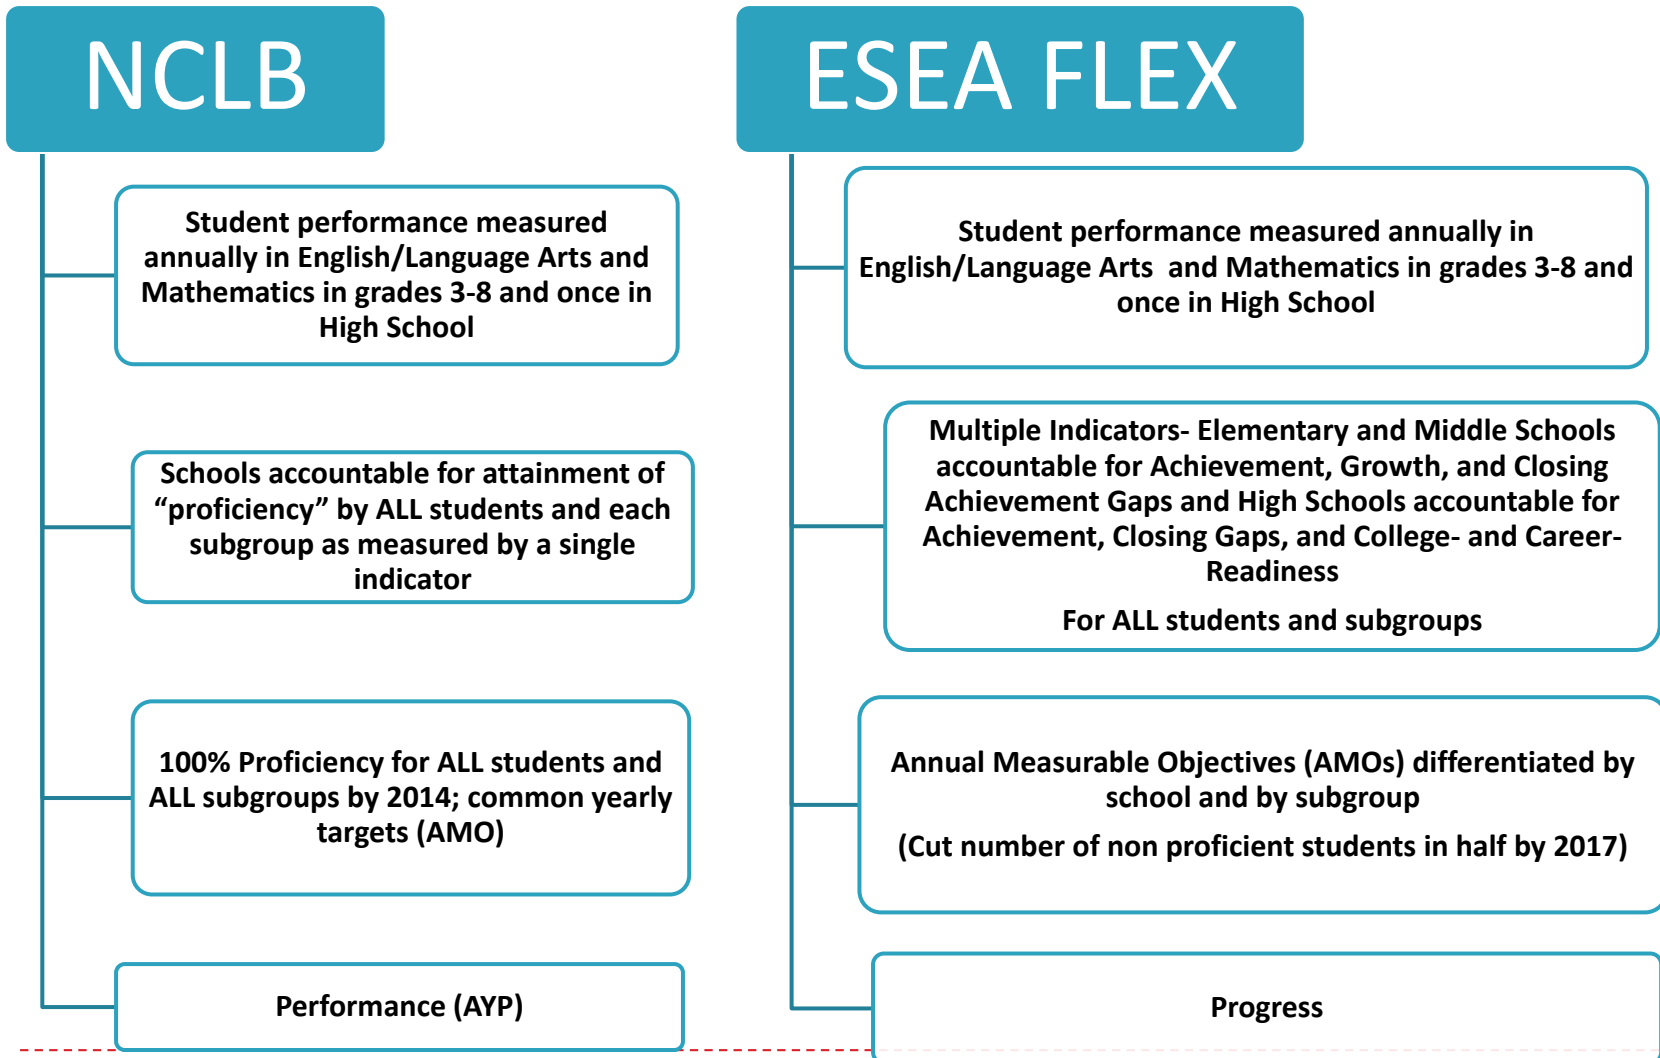 NCLB
Student performance measured
annually in English/Language Arts and
Mathematics in grades 3-8 and once in
High School
Schools accountable for attainment of
“proficiency” by ALL students and each
subgroup as measured by a single
indicator
100% Proficiency for ALL students and
ALL subgroups by 2014; common yearly
targets (AMO)
Performance (AYP)
ESEA FLEX
Student performance measured annually in
English/Language Arts and Mathematics in grades 3-8 and
once in High School
Multiple Indicators- Elementary and Middle Schools
accountable for Achievement, Growth, and Closing
Achievement Gaps and High Schools accountable for
Achievement, Closing Gaps, and College- and Career-
Readiness
For ALL students and subgroups
Annual Measurable Objectives (AMOs) differentiated by
school and by subgroup
(Cut number of non proficient students in half by 2017)
Progress